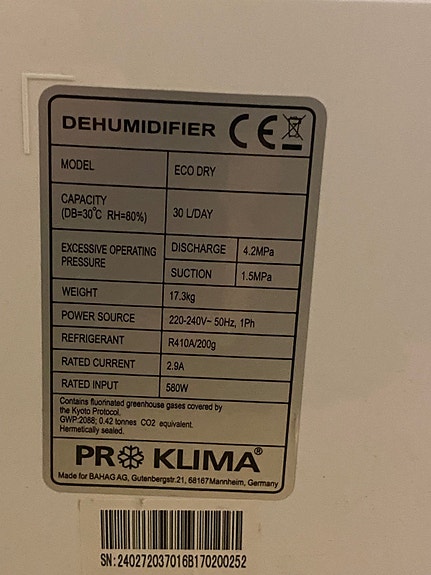 DEHUMIDIFIER CE
MODEL ECO DRY
CAPACITY
(DB=30°C RH=80%) 30 L/DAY
EXCESSIVE OPERATING
PRESSURE
DISCHARGE 4.2MPa
SUCTION 1.5MPa
WEIGHT 17.3kg
POWER SOURCE 220-240V~ 50Hz, 1Ph
REFRIGERANT R410A/200g
RATED CURRENT 2.9A
RATED INPUT 580W
Contains fluorinated greenhouse gases covered by
the Kyoto Protocol.
GWP:2088; 0.42 tonnes CO2 equivalent.
Hermetically sealed.
PRO KLIMA®
Made for BAHAG AG, Gutenbergstr.21, 68167Mannheim, Germany
SN:240272037016B170200252